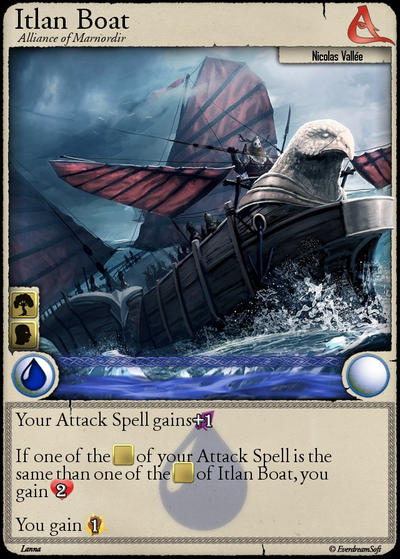 Itlan Boat
Alliance of Marnordir
Nicolas Vallée
Your Attack Spell gains +1
If one of the of your Attack Spell is the
same than one of the of Itlan Boat, you
gain 2
You gain 1
Lanna
© EverdreamSoft